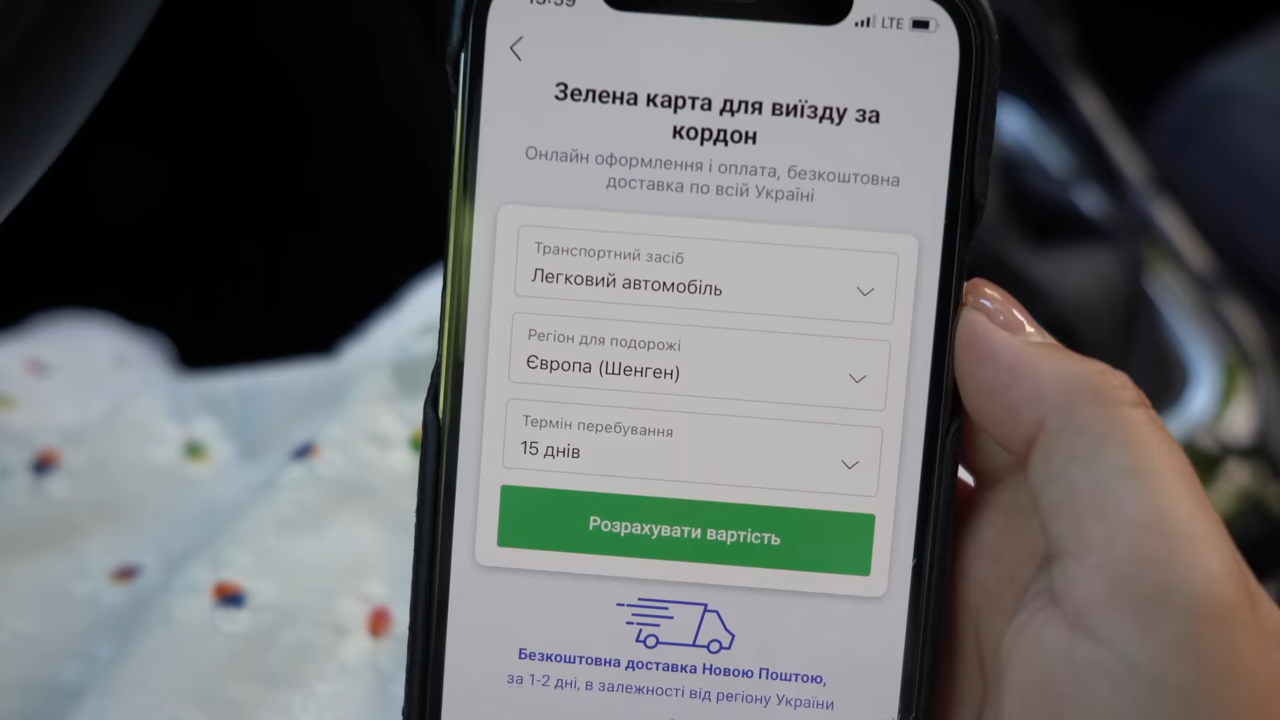 LTE
Зелена карта для виїзду за
кордон
Онлайн оформлення і оплата, безкоштовна
доставка по всій Україні
Транспортний засіб
Легковий автомобіль
Регіон для подорожі
Європа (Шенген)
Термін перебування
15 днів
Розрахувати вартість
Безкоштовна доставка Новою Поштою,
за 1-2 дні, в залежності від регіону України